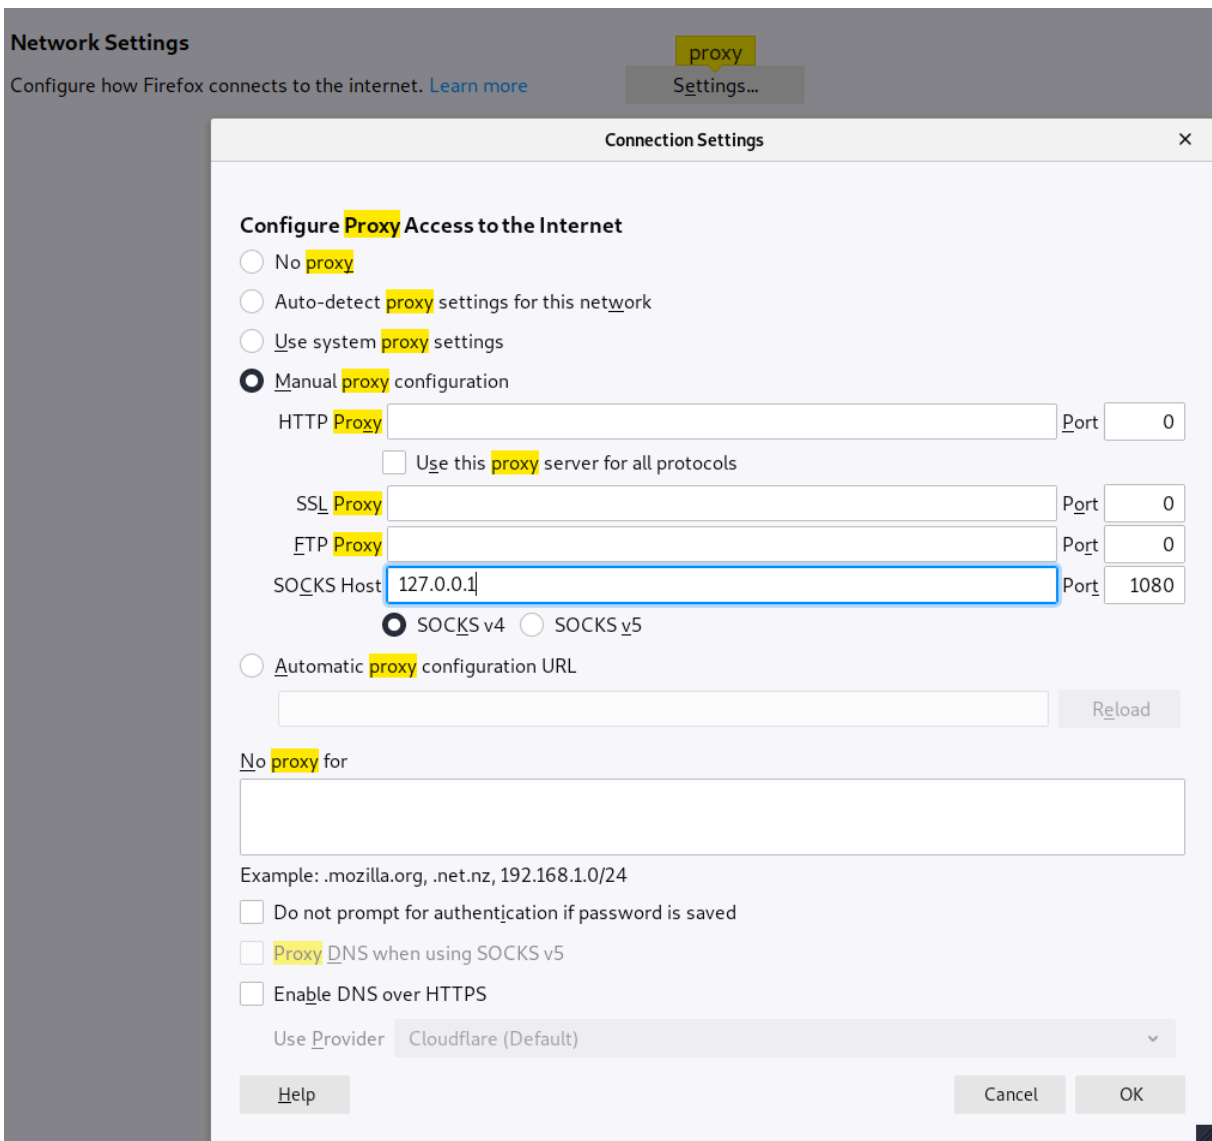 Network Settings
proxy
Configure how Firefox connects to the internet. Learn more
Settings...
Connection Settings
×
Configure Proxy Access to the Internet
No proxy
Auto-detect proxy settings for this network
Use system proxy settings
Manual proxy configuration
HTTP Proxy Port 0
Use this proxy server for all protocols
SSL Proxy Port 0
FTP Proxy Port 0
SOCKS Host 127.0.0.1 Port 1080
SOCKS v4 SOCKS v5
Automatic proxy configuration URL
Reload
No proxy for
Example: .mozilla.org, .net.nz, 192.168.1.0/24
Do not prompt for authentication if password is saved
Proxy DNS when using SOCKS v5
Enable DNS over HTTPS
Use Provider Cloudflare (Default)
Help Cancel OK